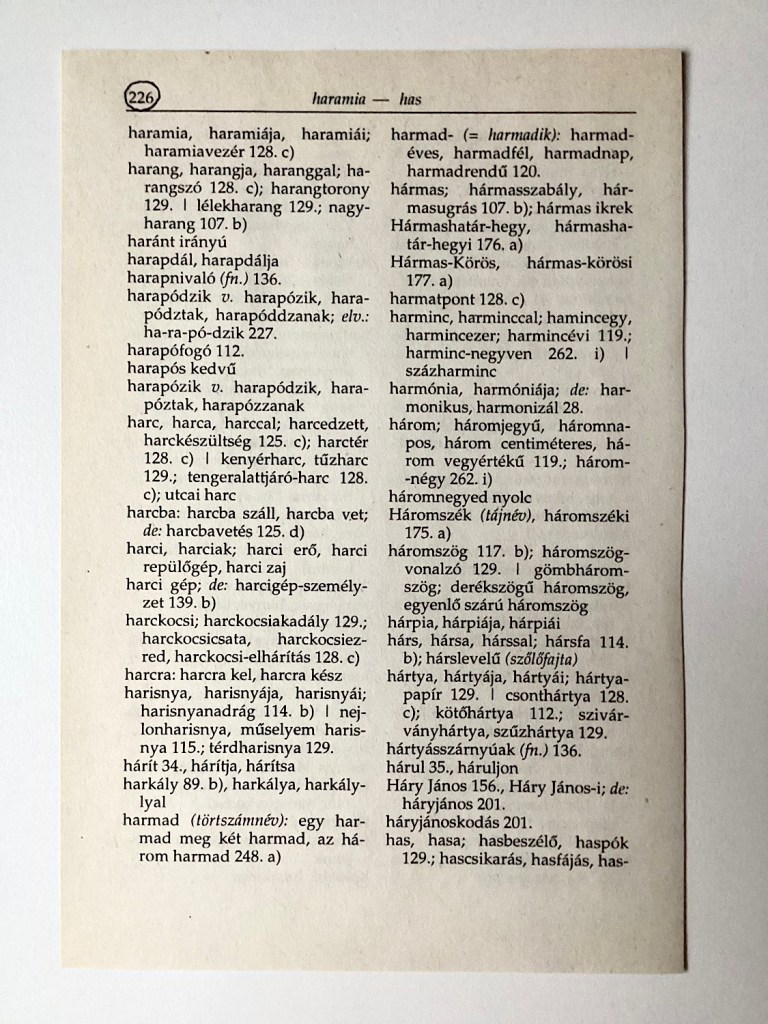 226
haramia — has
haramia, haramiája, haramiái;
haramiavezér 128. c)
harang, harangja, haranggal; ha-
rangszó 128. c); harangtorony
129. | lélekharang 129.; nagy-
harang 107. b)
haránt irányú
harapdál, harapdálja
harapnivaló (fn.) 136.
harapódzik v. harapózik, hara-
pództak, harapóddzanak; elv.:
ha-ra-pó-dzik 227.
harapófogó 112.
harapós kedvű
harapózik v. harapódzik, hara-
póztak, harapózzanak
harc, harca, harccal; harcedzett,
harckészültség 125. c); harctér
128. c) | kenyérharc, tűzharc
129.; tengeralattjáró-harc 128.
c); utcai harc
harcba: harcba száll, harcba vet;
de: harcbavetés 125. d)
harci, harciak; harci erő, harci
repülőgép, harci zaj
harci gép; de: harcigép-személy-
zet 139. b)
harckocsi; harckocsiakadály 129.;
harckocsicsata, harckocsiez-
red, harckocsi-elhárítás 128. c)
harcra: harcra kel, harcra kész
harisnya, harisnyája, harisnyái;
harisnyanadrág 114. b) | nej-
lonharisnya, műselyem haris-
nya 115.; térdharisnya 129.
hárít 34., hárítja, hárítsa
harkály 89. b), harkálya, harkály-
lyal
harmad (törtszámnév): egy har-
mad meg két harmad, az há-
rom harmad 248. a)
harmad- (= harmadik): harmad-
éves, harmadfél, harmadnap,
harmadrendű 120.
hármas; hármasszabály, hár-
masugrás 107. b); hármas ikrek
Hármashatár-hegy, hármasha-
tár-hegyi 176. a)
Hármas-Körös, hármas-körösi
177. a)
harmatpont 128. c)
harminc, harminccal; hamincegy,
harmincezer; harmincévi 119.;
harminc-negyven 262. i) |
százharminc
harmónia, harmóniája; de: har-
monikus, harmonizál 28.
három; háromjegyű, háromna-
pos, három centiméteres, há-
rom vegyértékű 119.; három-
-négy 262. i)
háromnegyed nyolc
Háromszék (tájnév), háromszéki
175. a)
háromszög 117. b); háromszög-
vonalzó 129. | gömbhárom-
szög; derékszögű háromszög,
egyenlő szárú háromszög
hárpia, hárpiája, hárpiái
hárs, hársa, hárssal; hársfa 114.
b); hárslevelű (szőlőfajta)
hártya, hártyája, hártyái; hártya-
papír 129. | csonthártya 128.
c); kötőhártya 112.; szivár-
ványhártya, szűzhártya 129.
hártyásszárnyúak (fn.) 136.
hárul 35., háruljon
Háry János 156., Háry János-i; de:
háryjános 201.
háryjánoskodás 201.
has, hasa; hasbeszélő, haspók
129.; hascsikarás, hasfájás, has-